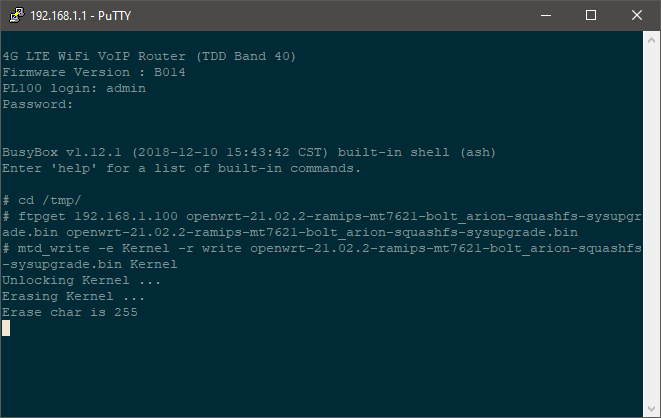 192.168.1.1 - PuTTY
4G LTE WiFi VoIP Router (TDD Band 40)
Firmware Version : B014
PL100 login: admin
Password:
BusyBox v1.12.1 (2018-12-10 15:43:42 CST) built-in shell (ash)
Enter 'help' for a list of built-in commands.
# cd /tmp/
# ftpget 192.168.1.100 openwrt-21.02.2-ramips-mt7621-bolt_arion-squashfs-sysupgr
ade.bin openwrt-21.02.2-ramips-mt7621-bolt_arion-squashfs-sysupgrade.bin
# mtd_write -e Kernel -r write openwrt-21.02.2-ramips-mt7621-bolt_arion-squashfs
-sysupgrade.bin Kernel
Unlocking Kernel ...
Erasing Kernel ...
Erase char is 255